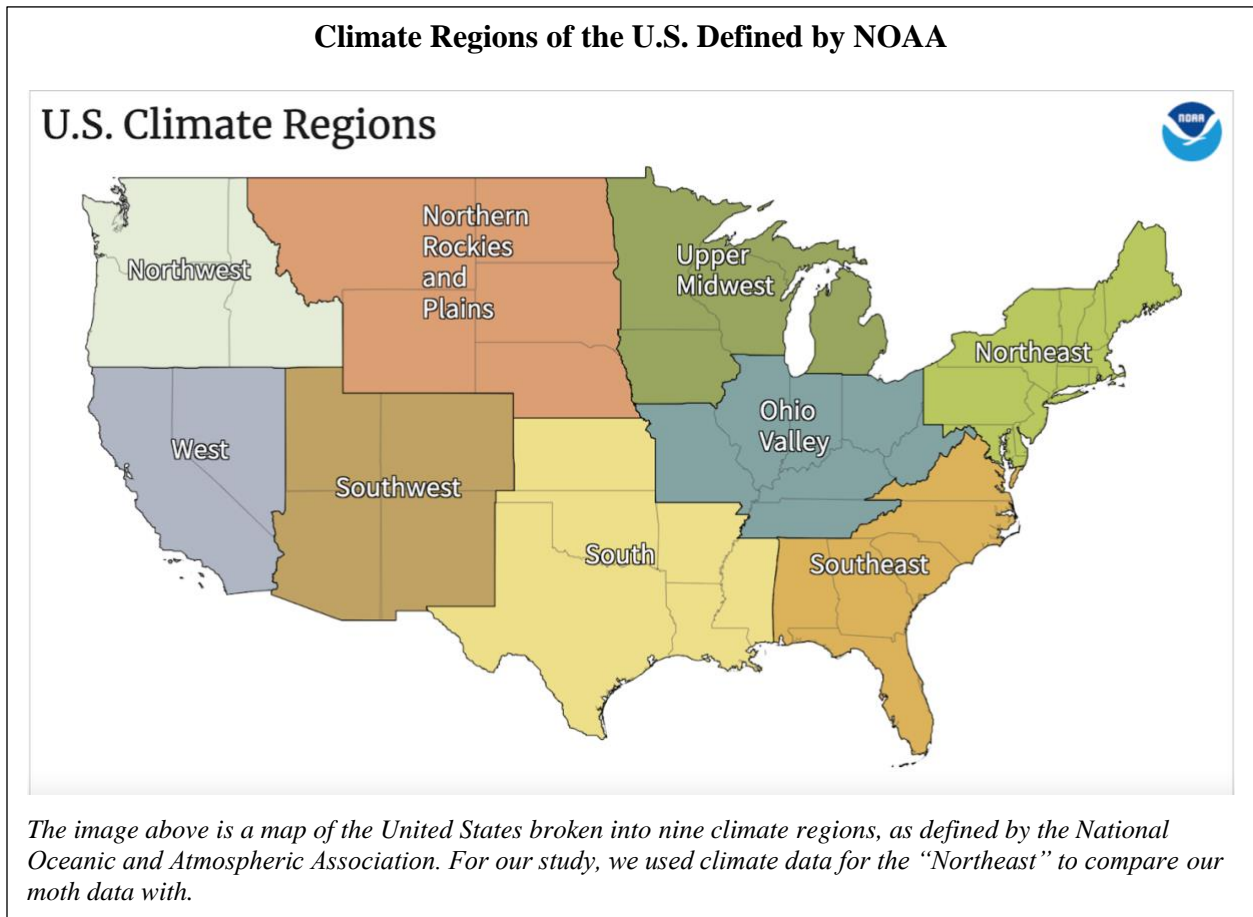 Climate Regions of the U.S. Defined by NOAA
U.S. Climate Regions
NOAA
Northern
Rockies
and
Plains
Upper
Midwest
Northwest
Northeast
Ohio
Valley
West
Southwest
South
Southeast
The image above is a map of the United States broken into nine climate regions, as defined by the National
Oceanic and Atmospheric Association. For our study, we used climate data for the “Northeast” to compare our
moth data with.